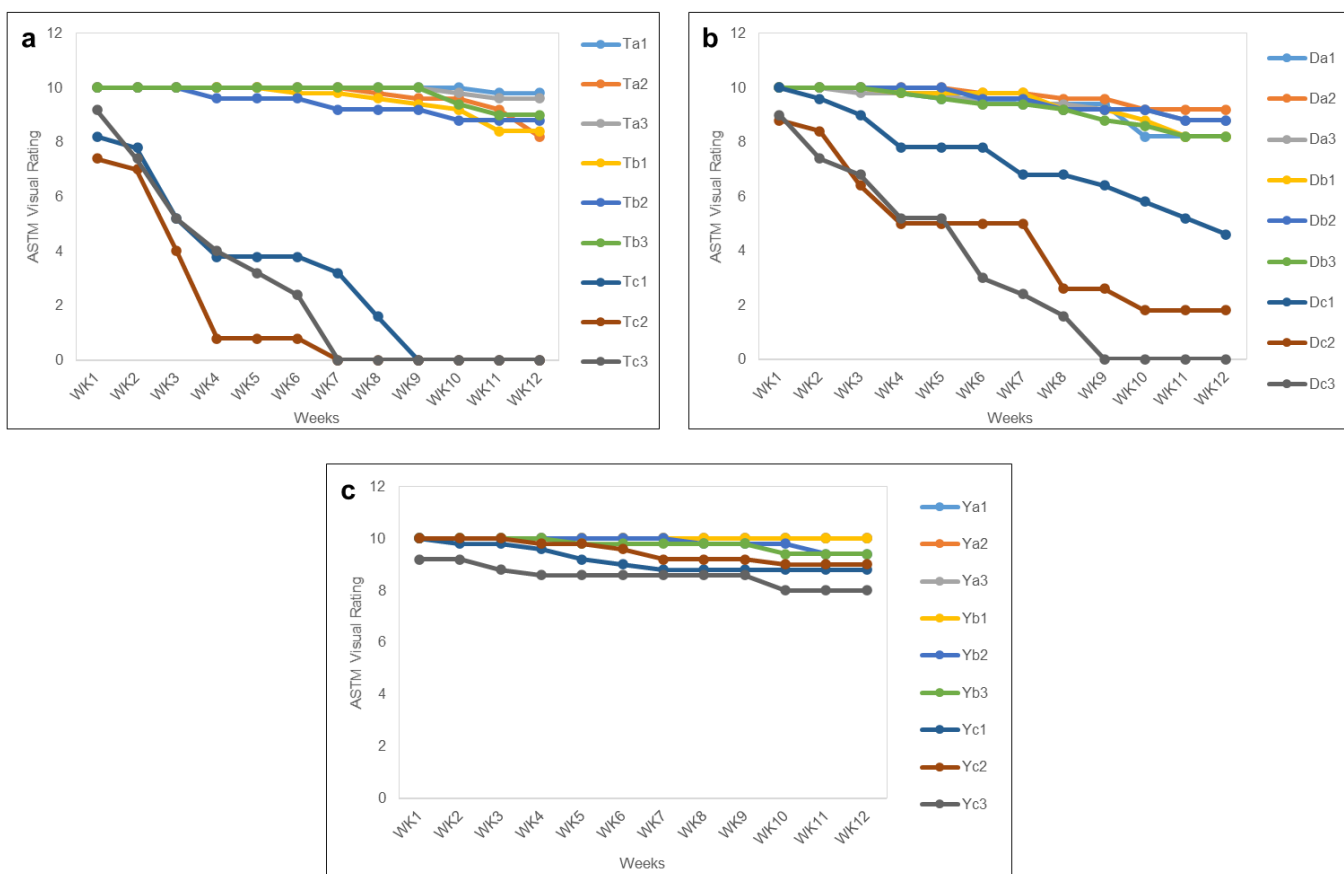 a
12
10
8
6
4
2
0
ASTM Visual Rating
WK1
WK2
WK3
WK4
WK5
WK6
WK7
WK8
WK9
WK10
WK11
WK12
Weeks
Ta1
Ta2
Ta3
Tb1
Tb2
Tb3
Tc1
Tc2
Tc3
b
12
10
8
6
4
2
0
ASTM Visual Rating
WK1
WK2
WK3
WK4
WK5
WK6
WK7
WK8
WK9
WK10
WK11
WK12
Weeks
Da1
Da2
Da3
Db1
Db2
Db3
Dc1
Dc2
Dc3
c
12
10
8
6
4
2
0
ASTM Visual Rating
WK1
WK2
WK3
WK4
WK5
WK6
WK7
WK8
WK9
WK10
WK11
WK12
Weeks
Ya1
Ya2
Ya3
Yb1
Yb2
Yb3
Yc1
Yc2
Yc3